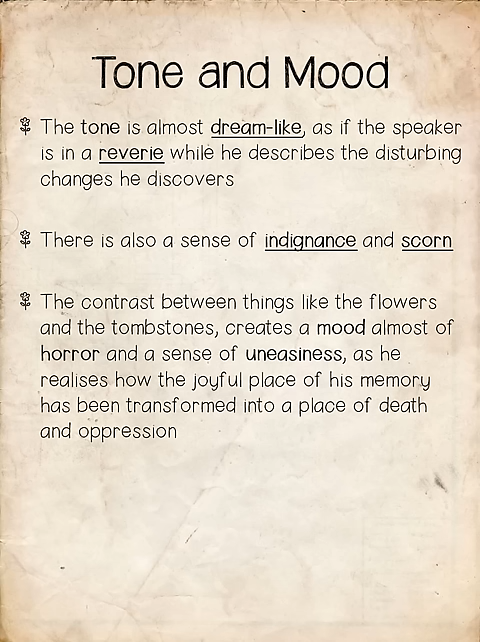 Tone and Mood
The tone is almost dream-like, as if the speaker
is in a reverie while he describes the disturbing
changes he discovers
There is also a sense of indignance and scorn
The contrast between things like the flowers
and the tombstones, creates a mood almost of
horror and a sense of uneasiness, as he
realises how the joyful place of his memory
has been transformed into a place of death
and oppression